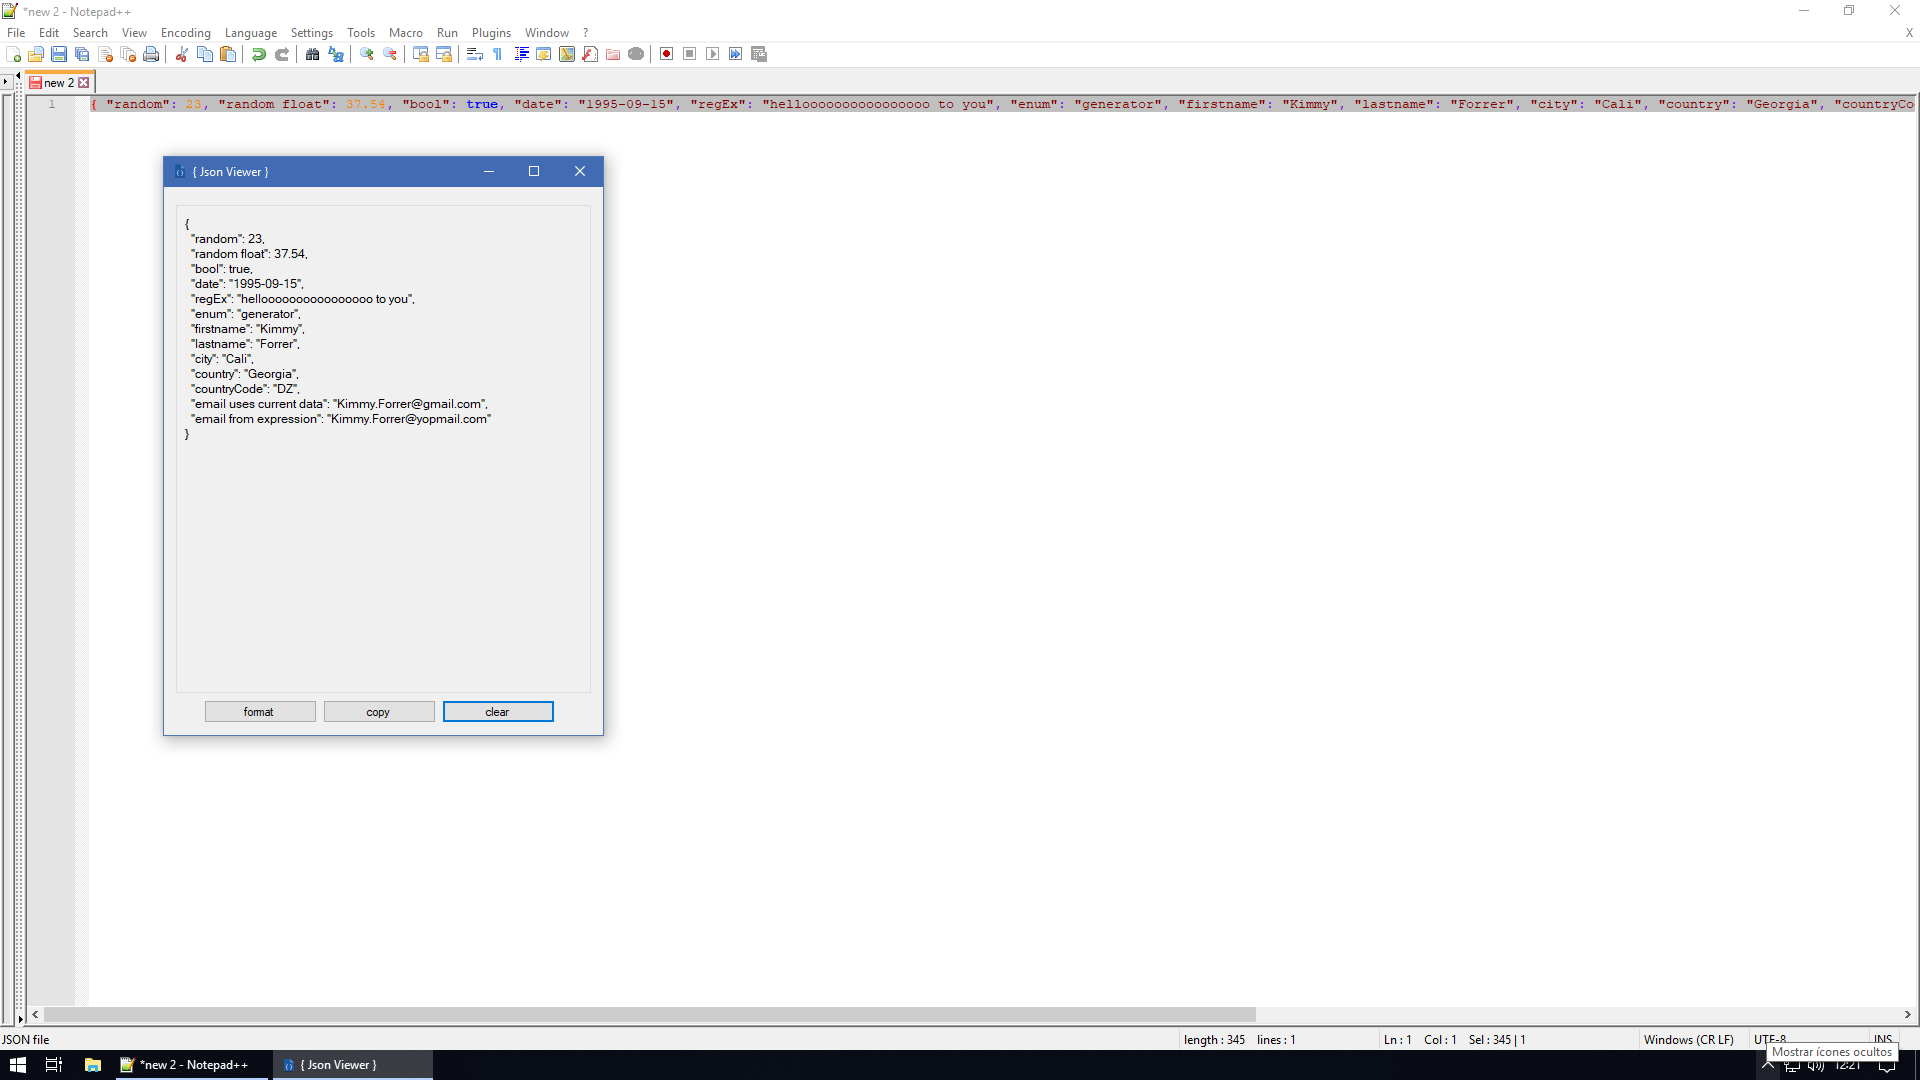 *new 2 - Notepad++
File Edit Search View Encoding Language Settings Tools Macro Run Plugins Window ? X
new 2
1 { "random": 23, "random float": 37.54, "bool": true, "date": "1995-09-15", "regEx": "helloooooooooooooooo to you", "enum": "generator", "firstname": "Kimmy", "lastname": "Forrer", "city": "Cali", "country": "Georgia", "countryCo
{ Json Viewer }
{
"random": 23,
"random float": 37.54,
"bool": true,
"date": "1995-09-15",
"regEx": "helloooooooooooooooo to you",
"enum": "generator",
"firstname": "Kimmy",
"lastname": "Forrer",
"city": "Cali",
"country": "Georgia",
"countryCode": "DZ",
"email uses current data": "Kimmy.Forrer@gmail.com",
"email from expression": "Kimmy.Forrer@yopmail.com"
}
format copy clear
JSON file length : 345 lines : 1 Ln : 1 Col : 1 Sel : 345 | 1 Windows (CR LF) UTF-8 INS
Mostrar ícones ocultos
*new 2 - Notepad++ { Json Viewer } 12:21